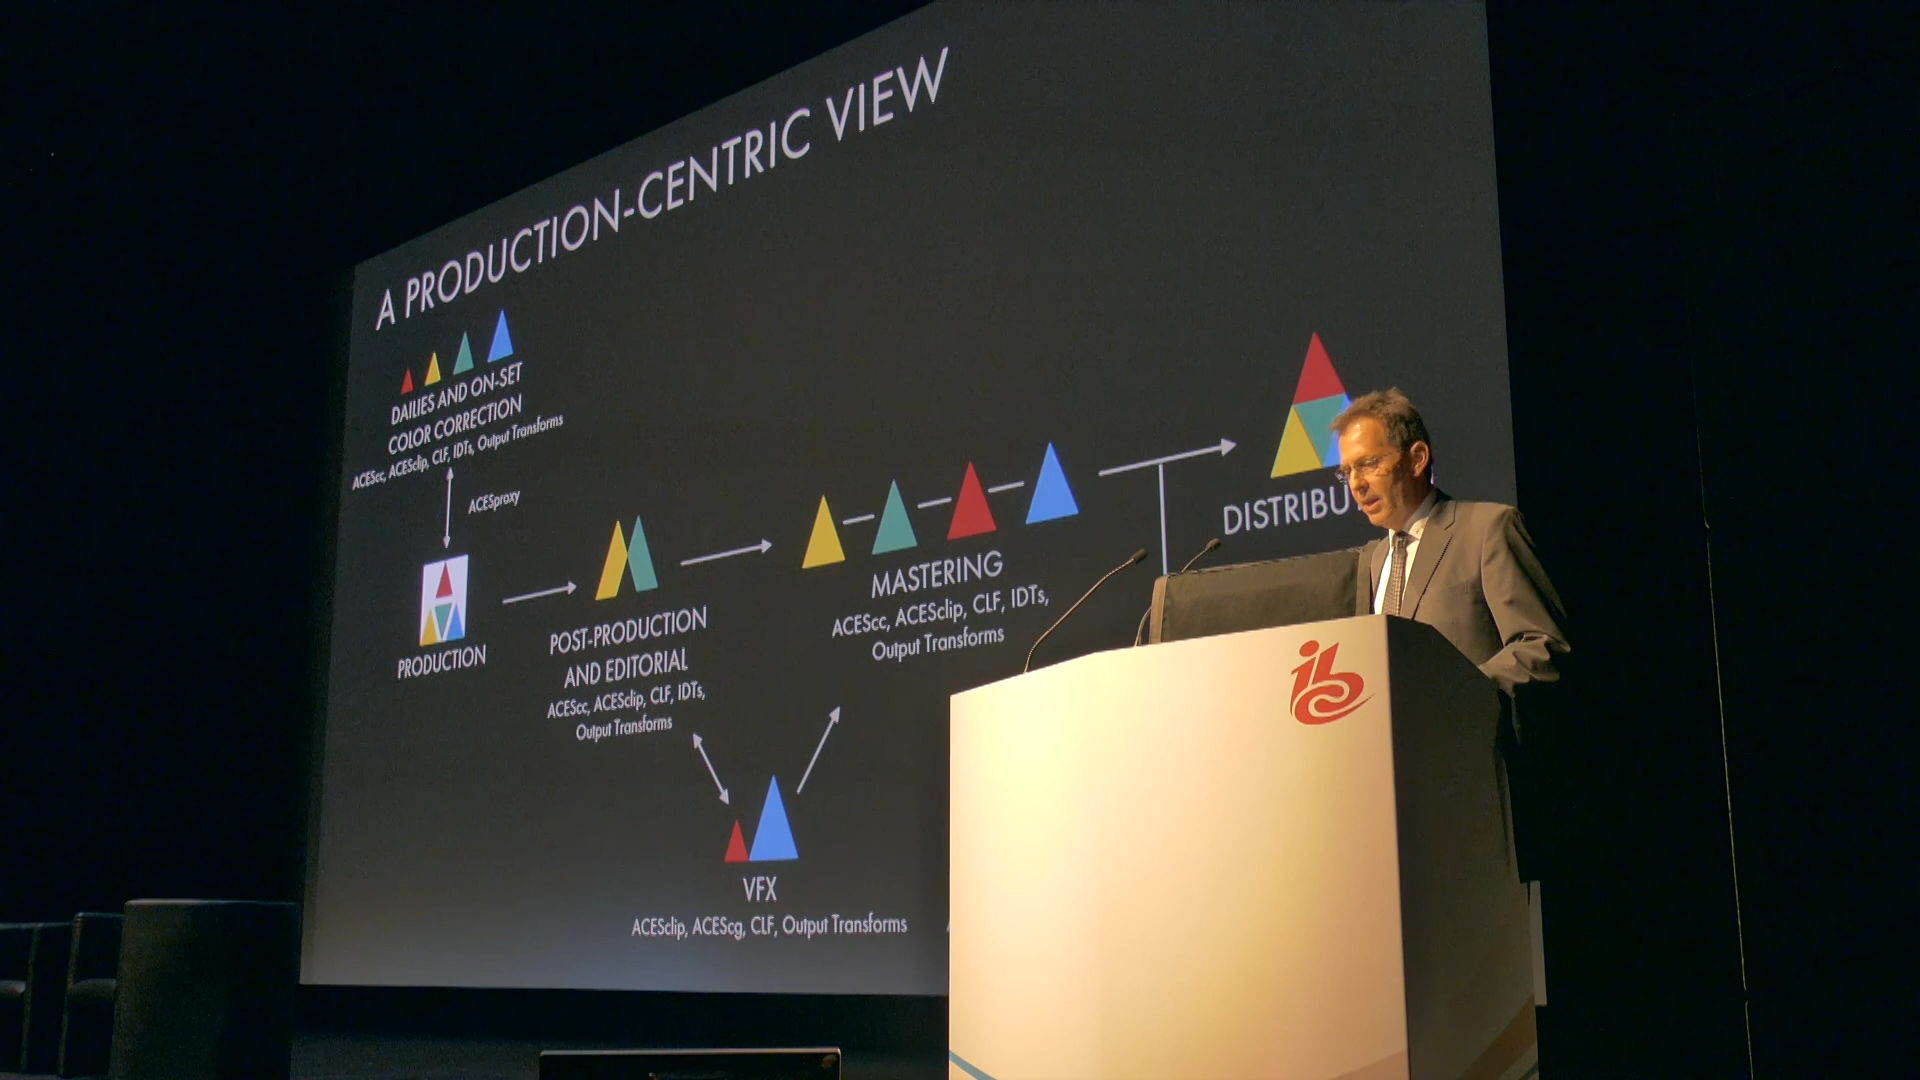 A PRODUCTION-CENTRIC VIEW
DAILIES AND ON-SET
COLOR CORRECTION
ACEScc, ACESclip, CLF, IDTs, Output Transforms
ACESproxy
PRODUCTION
POST-PRODUCTION
AND EDITORIAL
ACEScc, ACESclip, CLF, IDTs,
Output Transforms
VFX
ACESclip, ACEScg, CLF, Output Transforms
MASTERING
ACEScc, ACESclip, CLF, IDTs,
Output Transforms
DISTRIBU
ibc